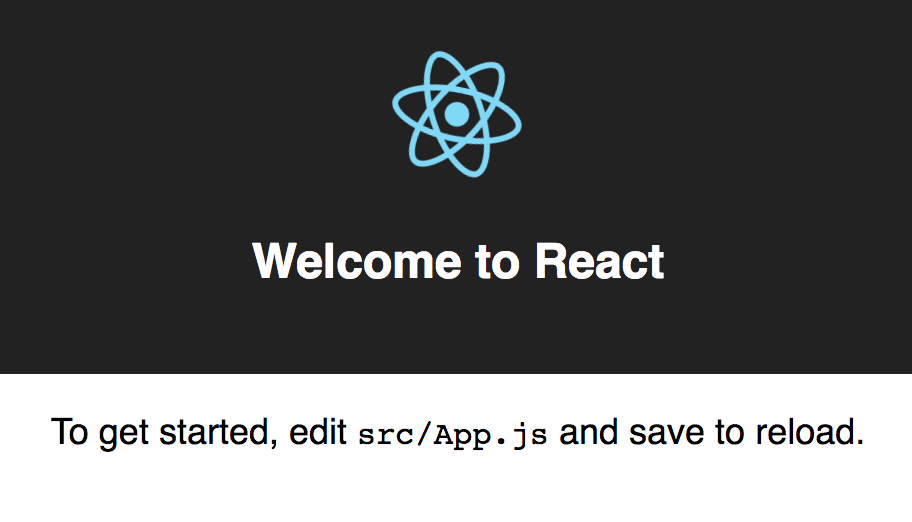 Welcome to React
To get started, edit src/App.js and save to reload.